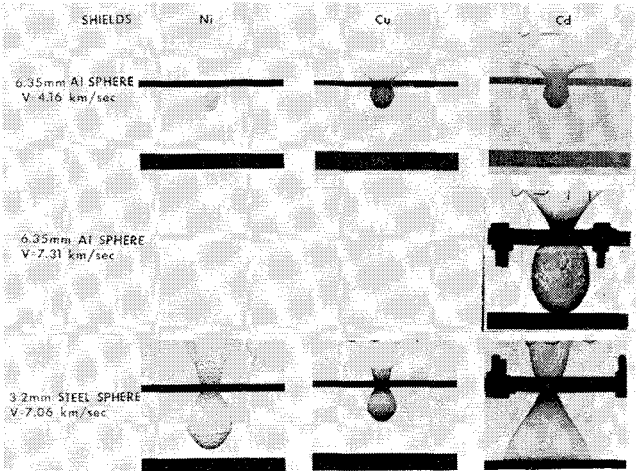 SHIELDS Ni Cu Cd
6.35mm Al SPHERE
V=4.16 km/sec
6.35mm Al SPHERE
V=7.31 km/sec
3.2mm STEEL SPHERE
V=7.06 km/sec